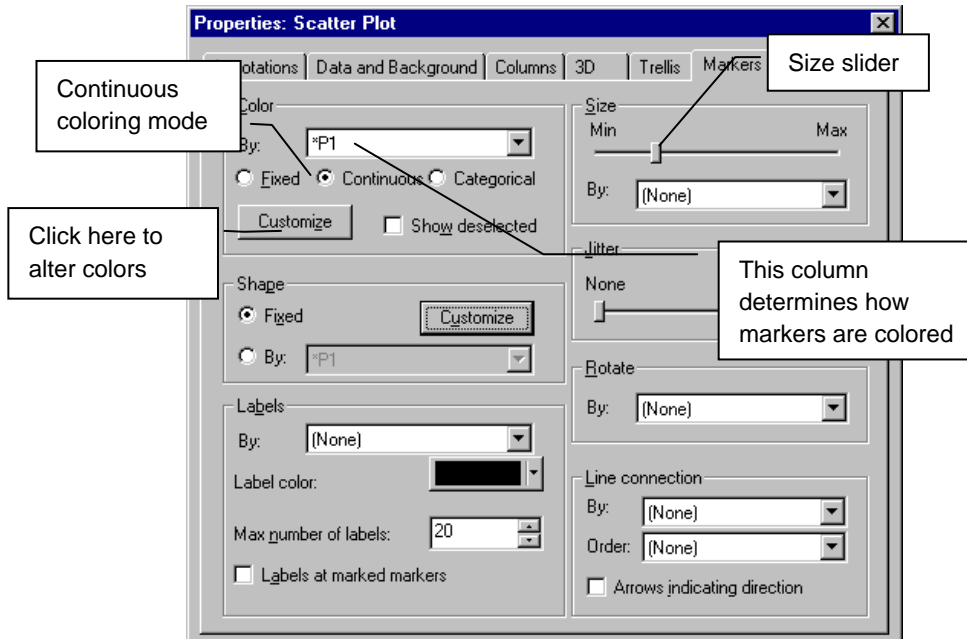 Properties: Scatter Plot
Data and Background
Columns
3D
Trellis
Markers
Size slider
Continuous
coloring mode
Color
By:
*P1
Fixed
Continuous
Categorical
Customize
Show deselected
Click here to
alter colors
Shape
Fixed
Customize
By:
*P1
Labels
By:
(None)
Label color:
Max number of labels:
20
Labels at marked markers
Size
Min
Max
By:
(None)
Jitter
None
This column
determines how
markers are colored
Rotate
By:
(None)
Line connection
By:
(None)
Order:
(None)
Arrows indicating direction